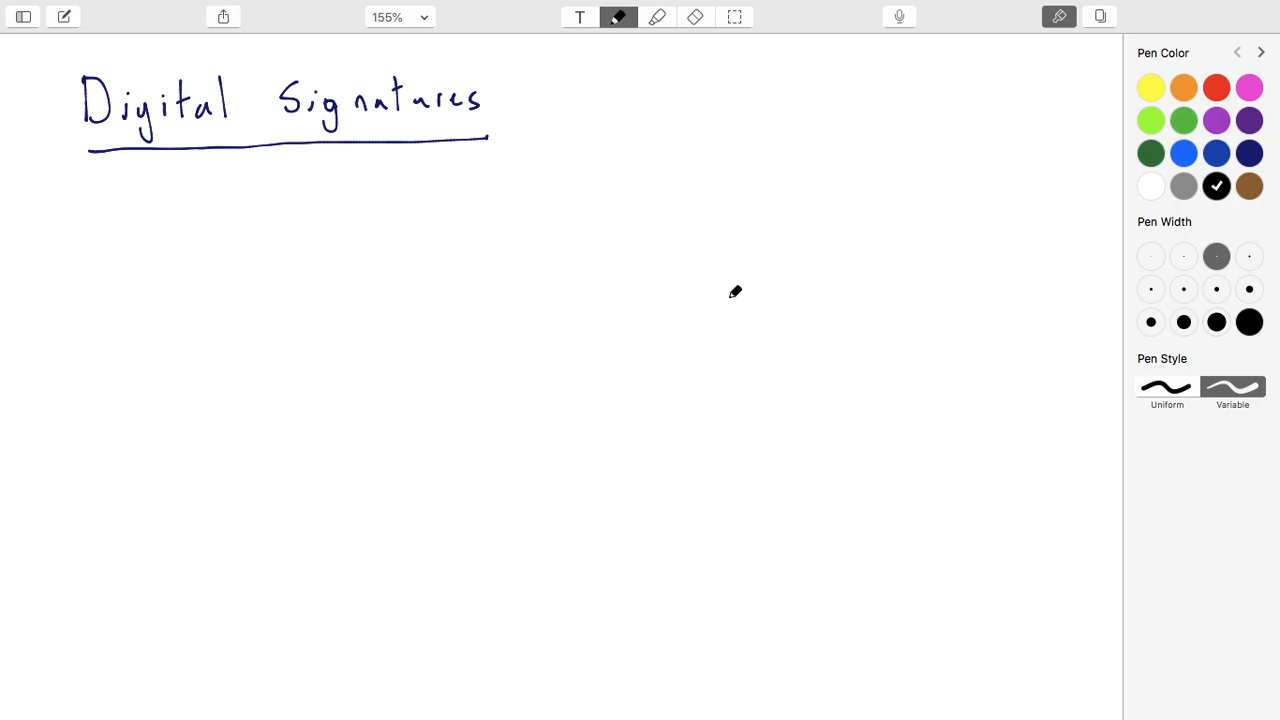 155%
T
Digital Signatures
Pen Color
Pen Width
Pen Style
Uniform Variable